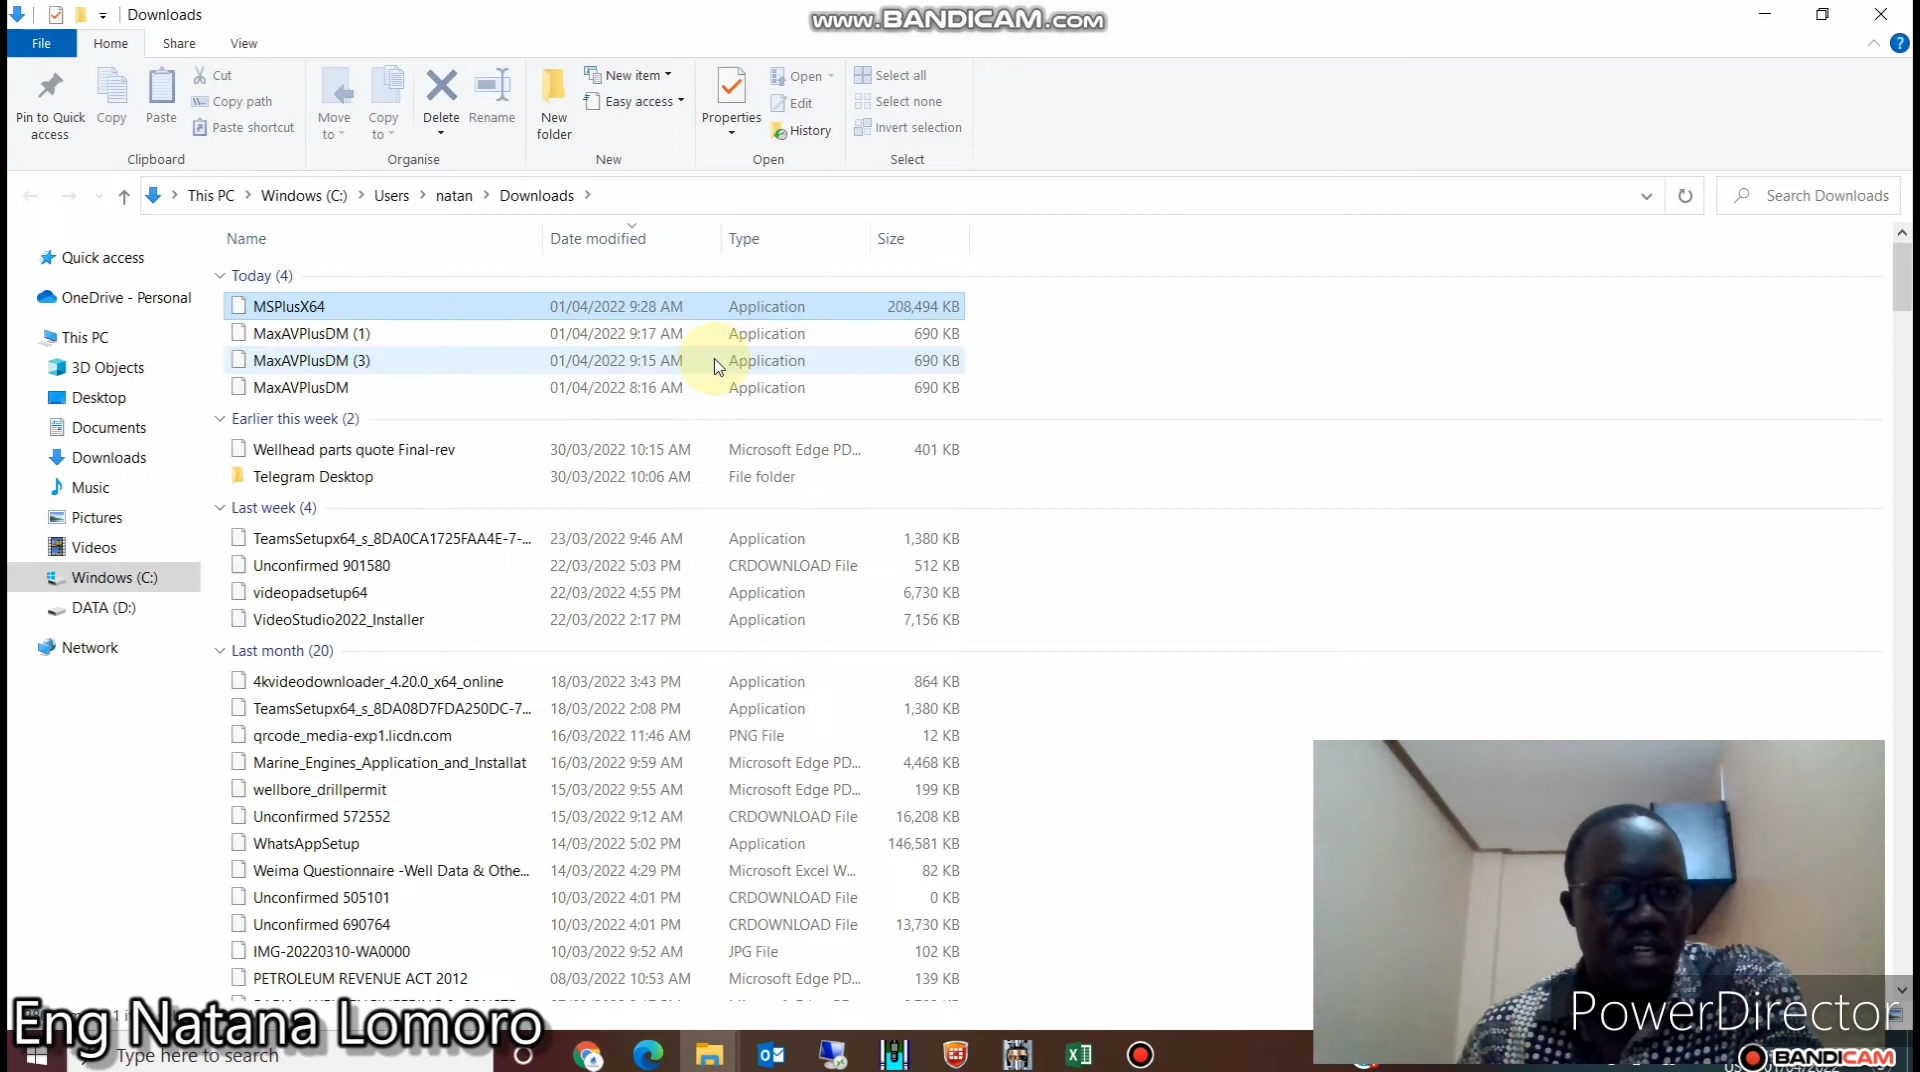 Downloads
www.BANDICAM.com
File Home Share View
Pin to Quick access
Copy
Paste
Cut
Copy path
Paste shortcut
Clipboard
Move to
Copy to
Delete
Rename
Organise
New folder
New item
Easy access
New
Properties
Open
Edit
History
Open
Select all
Select none
Invert selection
Select
This PC > Windows (C:) > Users > natan > Downloads >
Search Downloads
Quick access
OneDrive - Personal
This PC
3D Objects
Desktop
Documents
Downloads
Music
Pictures
Videos
Windows (C:)
DATA (D:)
Network
Name Date modified Type Size
Today (4)
MSPlusX64 01/04/2022 9:28 AM Application 208,494 KB
MaxAVPlusDM (1) 01/04/2022 9:17 AM Application 690 KB
MaxAVPlusDM (3) 01/04/2022 9:15 AM Application 690 KB
MaxAVPlusDM 01/04/2022 8:16 AM Application 690 KB
Earlier this week (2)
Wellhead parts quote Final-rev 30/03/2022 10:15 AM Microsoft Edge PD... 401 KB
Telegram Desktop 30/03/2022 10:06 AM File folder
Last week (4)
TeamsSetupx64_s_8DA0CA1725FAA4E-7-... 23/03/2022 9:46 AM Application 1,380 KB
Unconfirmed 901580 22/03/2022 5:03 PM CRDOWNLOAD File 512 KB
videopadsetup64 22/03/2022 4:55 PM Application 6,730 KB
VideoStudio2022_Installer 22/03/2022 2:17 PM Application 7,156 KB
Last month (20)
4kvideodownloader_4.20.0_x64_online 18/03/2022 3:43 PM Application 864 KB
TeamsSetupx64_s_8DA08D7FDA250DC-7... 18/03/2022 2:08 PM Application 1,380 KB
qrcode_media-exp1.licdn.com 16/03/2022 11:46 AM PNG File 12 KB
Marine_Engines_Application_and_Installat 16/03/2022 9:59 AM Microsoft Edge PD... 4,468 KB
wellbore_drillpermit 15/03/2022 9:55 AM Microsoft Edge PD... 199 KB
Unconfirmed 572552 15/03/2022 9:12 AM CRDOWNLOAD File 16,208 KB
WhatsAppSetup 14/03/2022 5:02 PM Application 146,581 KB
Weima Questionnaire -Well Data & Othe... 14/03/2022 4:29 PM Microsoft Excel W... 82 KB
Unconfirmed 505101 10/03/2022 4:01 PM CRDOWNLOAD File 0 KB
Unconfirmed 690764 10/03/2022 4:01 PM CRDOWNLOAD File 13,730 KB
IMG-20220310-WA0000 10/03/2022 9:52 AM JPG File 102 KB
PETROLEUM REVENUE ACT 2012 08/03/2022 10:53 AM Microsoft Edge PD... 139 KB
Eng Natana Lomoro
PowerDirector
Type here to search
BANDICAM